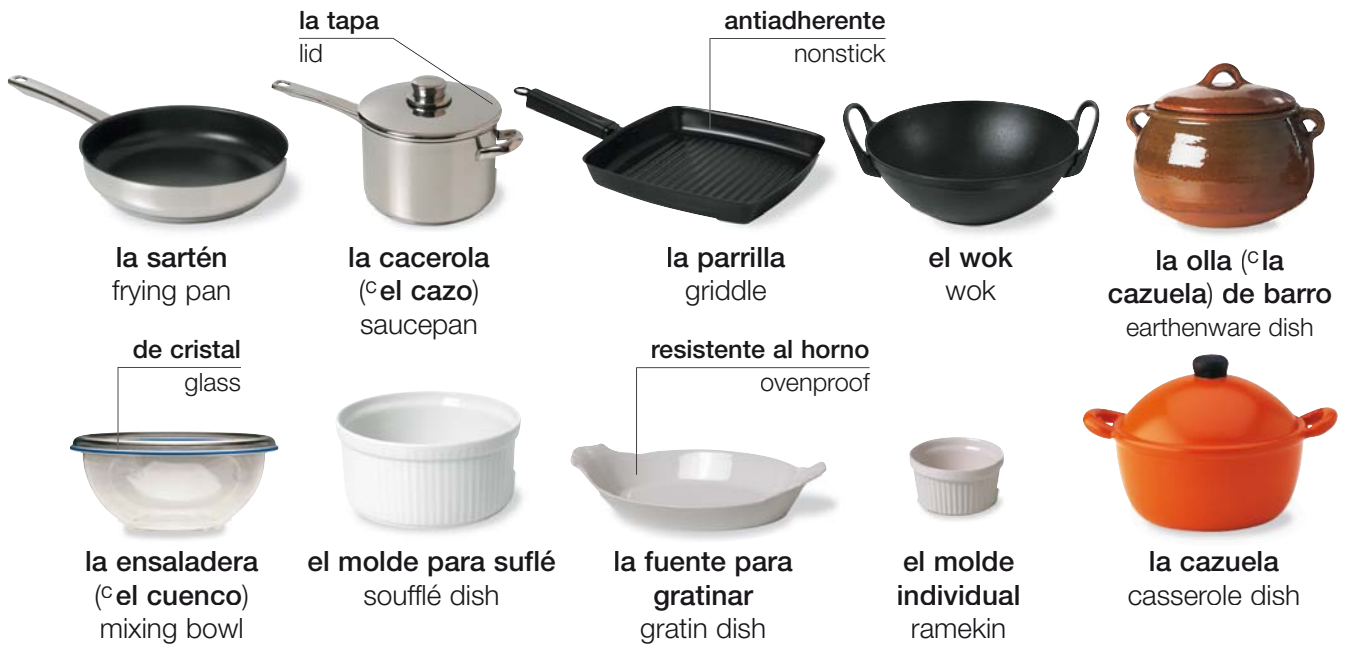 la tapa
lid
antiadherente
nonstick
la sartén
frying pan
la cacerola
(ᶜel cazo)
saucepan
la parrilla
griddle
el wok
wok
la olla (ᶜla
cazuela) de barro
earthenware dish
de cristal
glass
resistente al horno
ovenproof
la ensaladera
(ᶜel cuenco)
mixing bowl
el molde para suflé
soufflé dish
la fuente para
gratinar
gratin dish
el molde
individual
ramekin
la cazuela
casserole dish